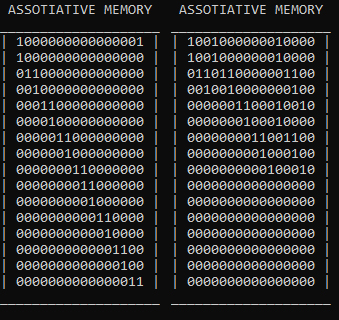 ASSOTIATIVE MEMORY ASSOTIATIVE MEMORY
| 1000000000000001 | | 1001000000010000 |
| 1000000000000000 | | 1001000000010000 |
| 0110000000000000 | | 0110110000001100 |
| 0010000000000000 | | 0010010000000100 |
| 0001100000000000 | | 0000001100010010 |
| 0000100000000000 | | 0000000100010000 |
| 0000011000000000 | | 0000000011001100 |
| 0000001000000000 | | 0000000001000100 |
| 0000000110000000 | | 0000000000100010 |
| 0000000011000000 | | 0000000000000000 |
| 0000000001000000 | | 0000000000000000 |
| 0000000000110000 | | 0000000000000000 |
| 0000000000010000 | | 0000000000000000 |
| 0000000000001100 | | 0000000000000000 |
| 0000000000000100 | | 0000000000000000 |
| 0000000000000011 | | 0000000000000000 |